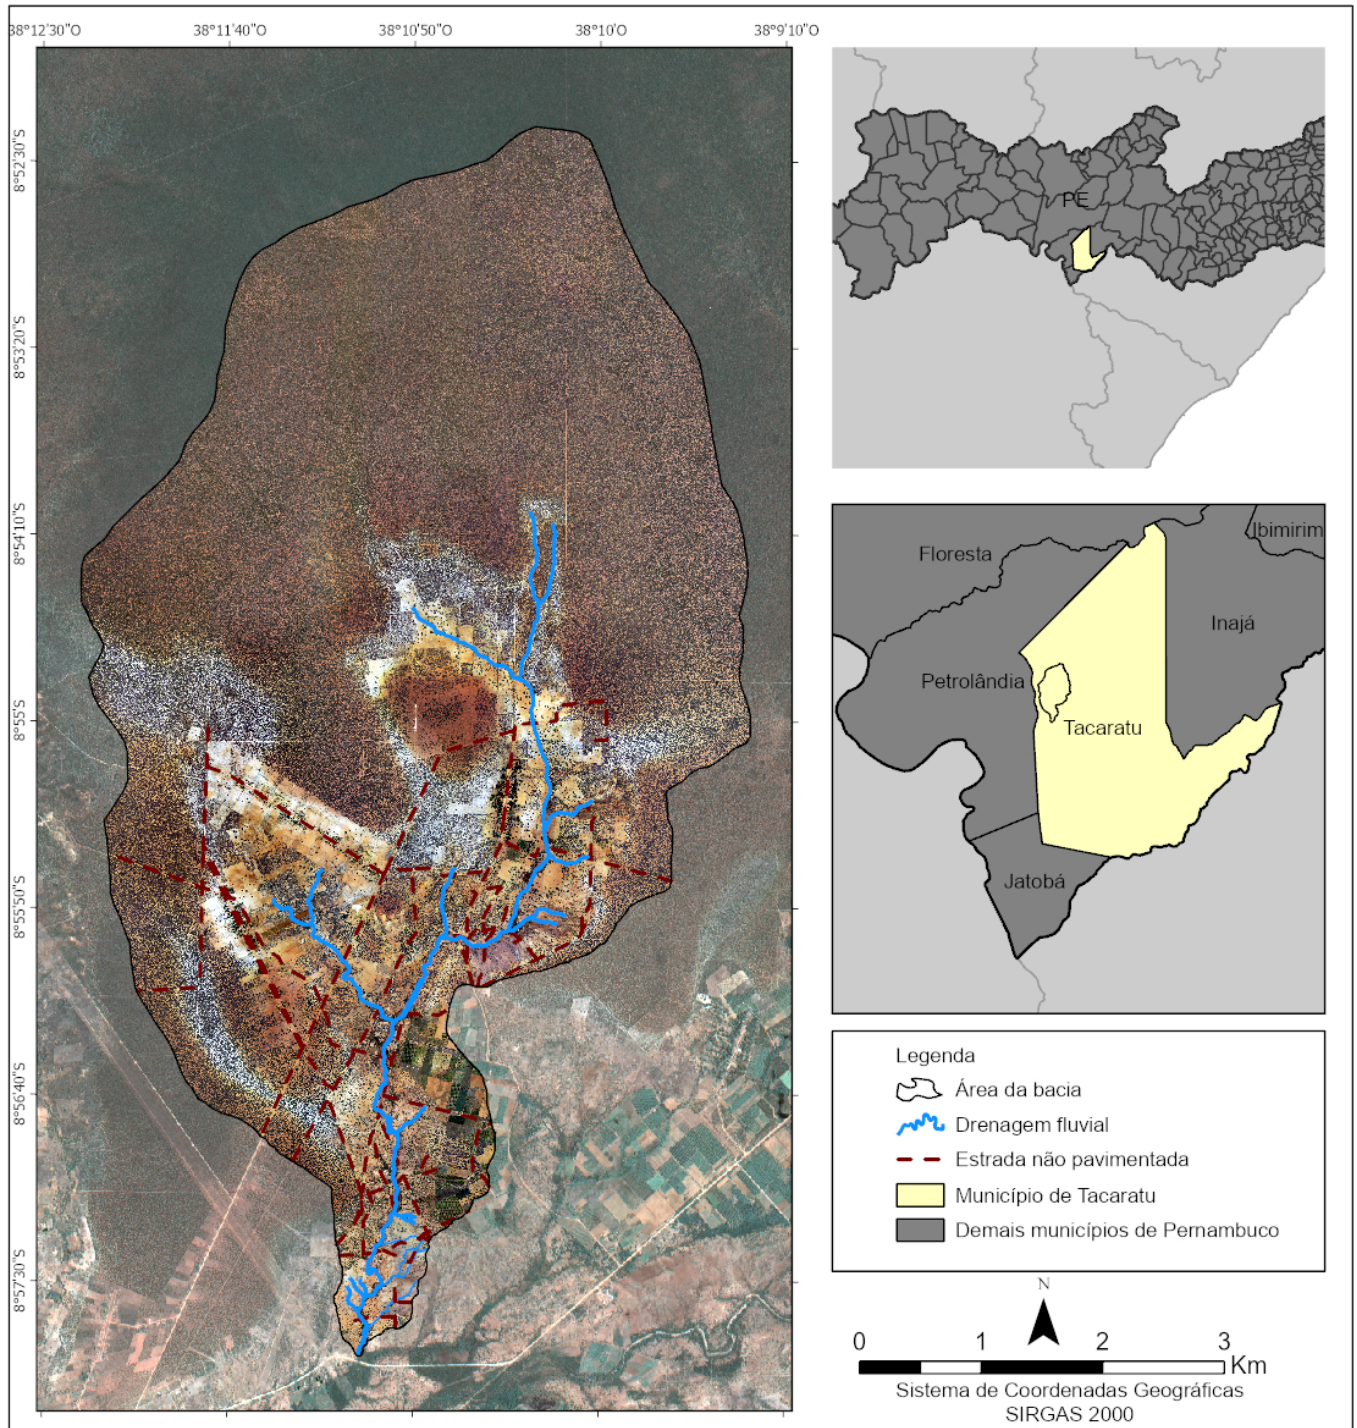 38°12'30"O
38°11'40"O
38°10'50"O
38°10'O
38°9'10"O
8°52'30"S
8°53'20"S
8°54'10"S
8°55'S
8°55'50"S
8°56'40"S
8°57'30"S
PE
Ibimirim
Floresta
Inajá
Petrolândia
Tacaratu
Jatobá
Legenda
Área da bacia
Drenagem fluvial
Estrada não pavimentada
Município de Tacaratu
Demais municípios de Pernambuco
N
0 1 2 3 Km
Sistema de Coordenadas Geográficas
SIRGAS 2000